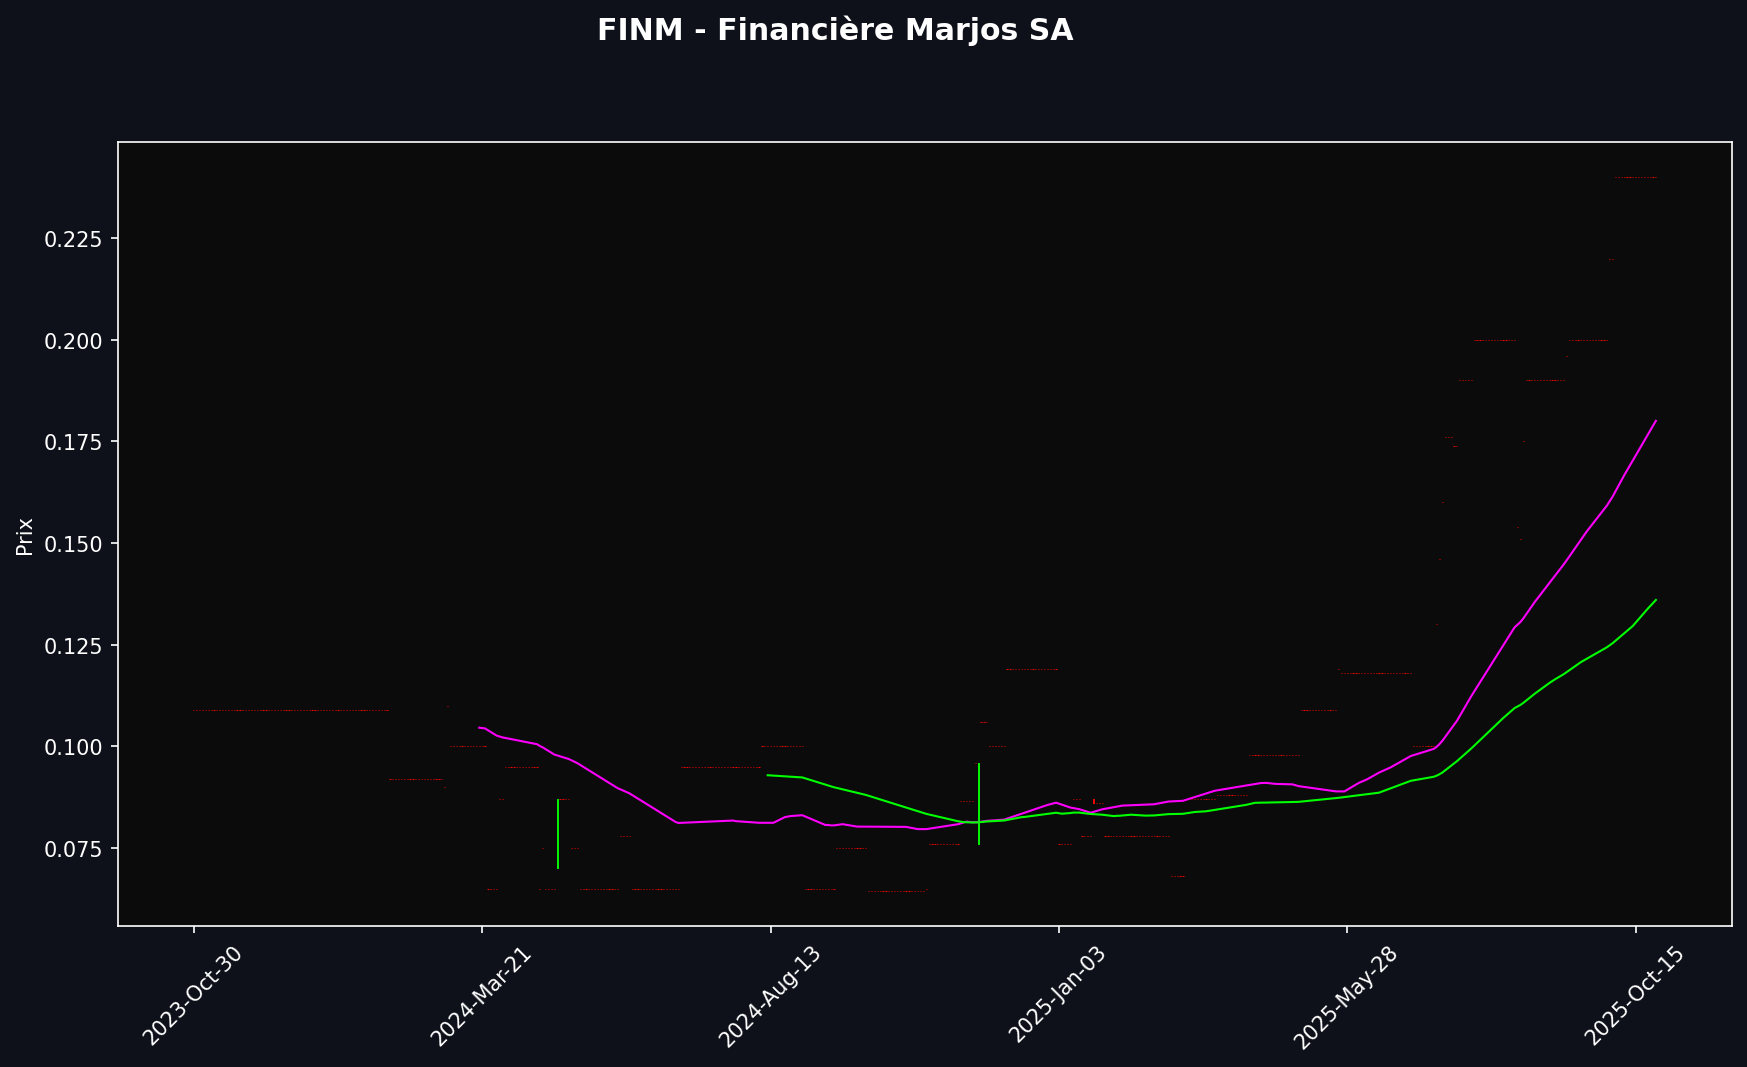 FINM - Financière Marjos SA
Prix
0.225
0.200
0.175
0.150
0.125
0.100
0.075
2023-Oct-30
2024-Mar-21
2024-Aug-13
2025-Jan-03
2025-May-28
2025-Oct-15